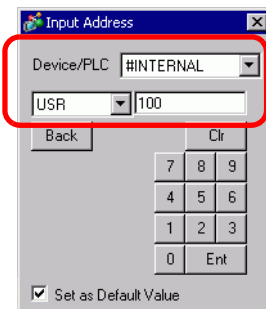 Input Address
Device/PLC #INTERNAL
USR 100
Back Clr
7 8 9
4 5 6
1 2 3
0 Ent
Set as Default Value